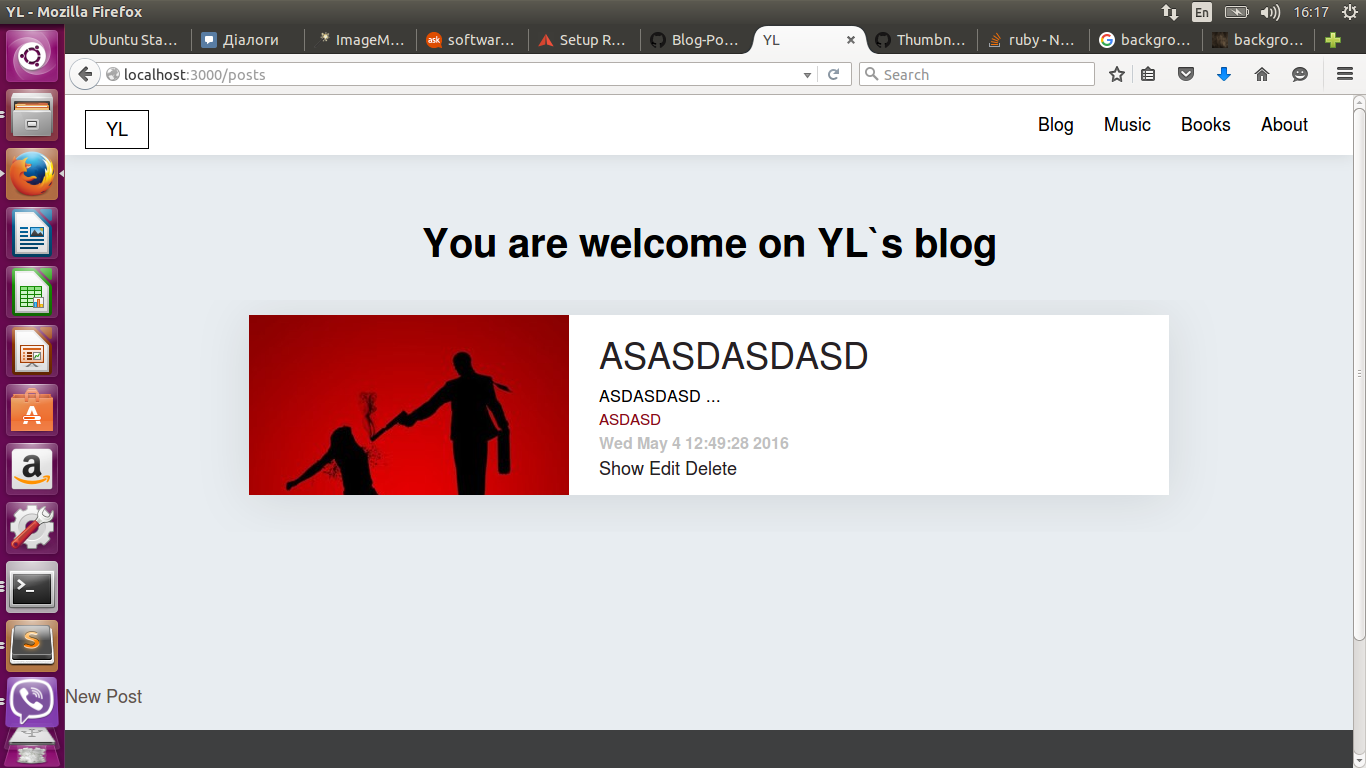 YL - Mozilla Firefox
En
16:17
Ubuntu Sta...
Діалоги
ImageM...
softwar...
Setup R...
Blog-Po...
YL
Thumbn...
ruby - N...
backgro...
backgro...
localhost:3000/posts
Search
YL
Blog
Music
Books
About
You are welcome on YL`s blog
ASASDASDASD
ASDASDASD ...
ASDASD
Wed May 4 12:49:28 2016
Show Edit Delete
New Post